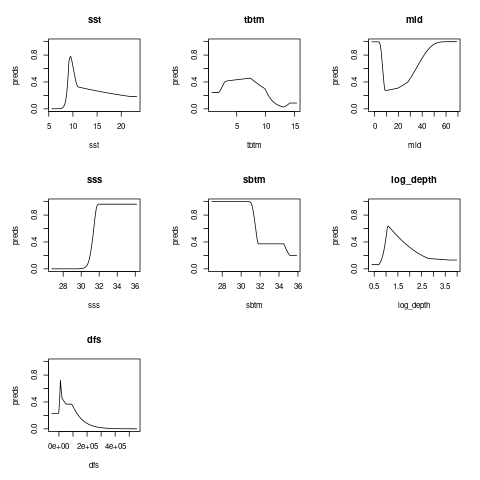 sst
preds
0.0 0.4 0.8
5 10 15 20
sst
tbtm
preds
0.0 0.4 0.8
5 10 15
tbtm
mld
preds
0.0 0.4 0.8
0 20 40 60
mld
sss
preds
0.0 0.4 0.8
28 30 32 34 36
sss
sbtm
preds
0.0 0.4 0.8
28 30 32 34 36
sbtm
log_depth
preds
0.0 0.4 0.8
0.5 1.5 2.5 3.5
log_depth
dfs
preds
0.0 0.4 0.8
0e+00 2e+05 4e+05
dfs